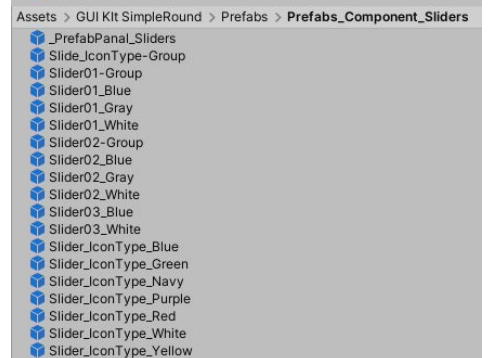 Assets > GUI KIt SimpleRound > Prefabs > Prefabs_Component_Sliders
_PrefabPanal_Sliders
Slide_IconType-Group
Slider01-Group
Slider01_Blue
Slider01_Gray
Slider01_White
Slider02-Group
Slider02_Blue
Slider02_Gray
Slider02_White
Slider03_Blue
Slider03_White
Slider_IconType_Blue
Slider_IconType_Green
Slider_IconType_Navy
Slider_IconType_Purple
Slider_IconType_Red
Slider_IconType_White
Slider_IconType_Yellow